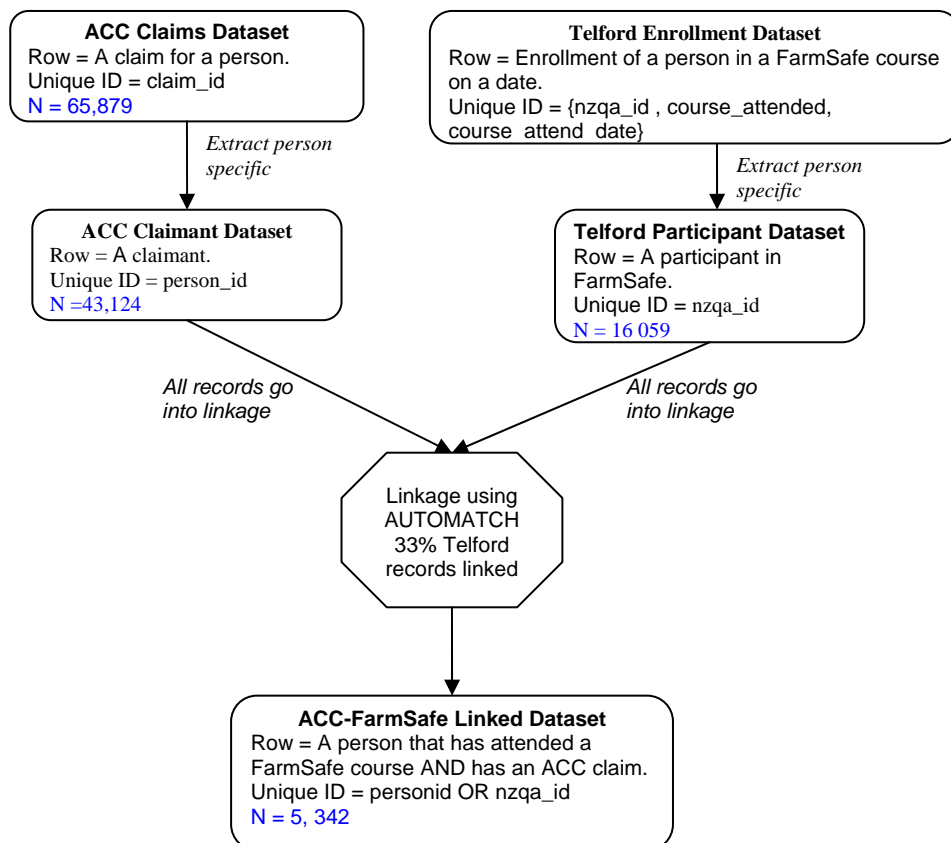 ACC Claims Dataset
Row = A claim for a person.
Unique ID = claim_id
N = 65,879
Telford Enrollment Dataset
Row = Enrollment of a person in a FarmSafe course
on a date.
Unique ID = {nzqa_id , course_attended,
course_attend_date}
Extract person
specific
Extract person
specific
ACC Claimant Dataset
Row = A claimant.
Unique ID = person_id
N =43,124
Telford Participant Dataset
Row = A participant in
FarmSafe.
Unique ID = nzqa_id
N = 16 059
All records go
into linkage
All records go
into linkage
Linkage using
AUTOMATCH
33% Telford
records linked
ACC-FarmSafe Linked Dataset
Row = A person that has attended a
FarmSafe course AND has an ACC claim.
Unique ID = personid OR nzqa_id
N = 5, 342